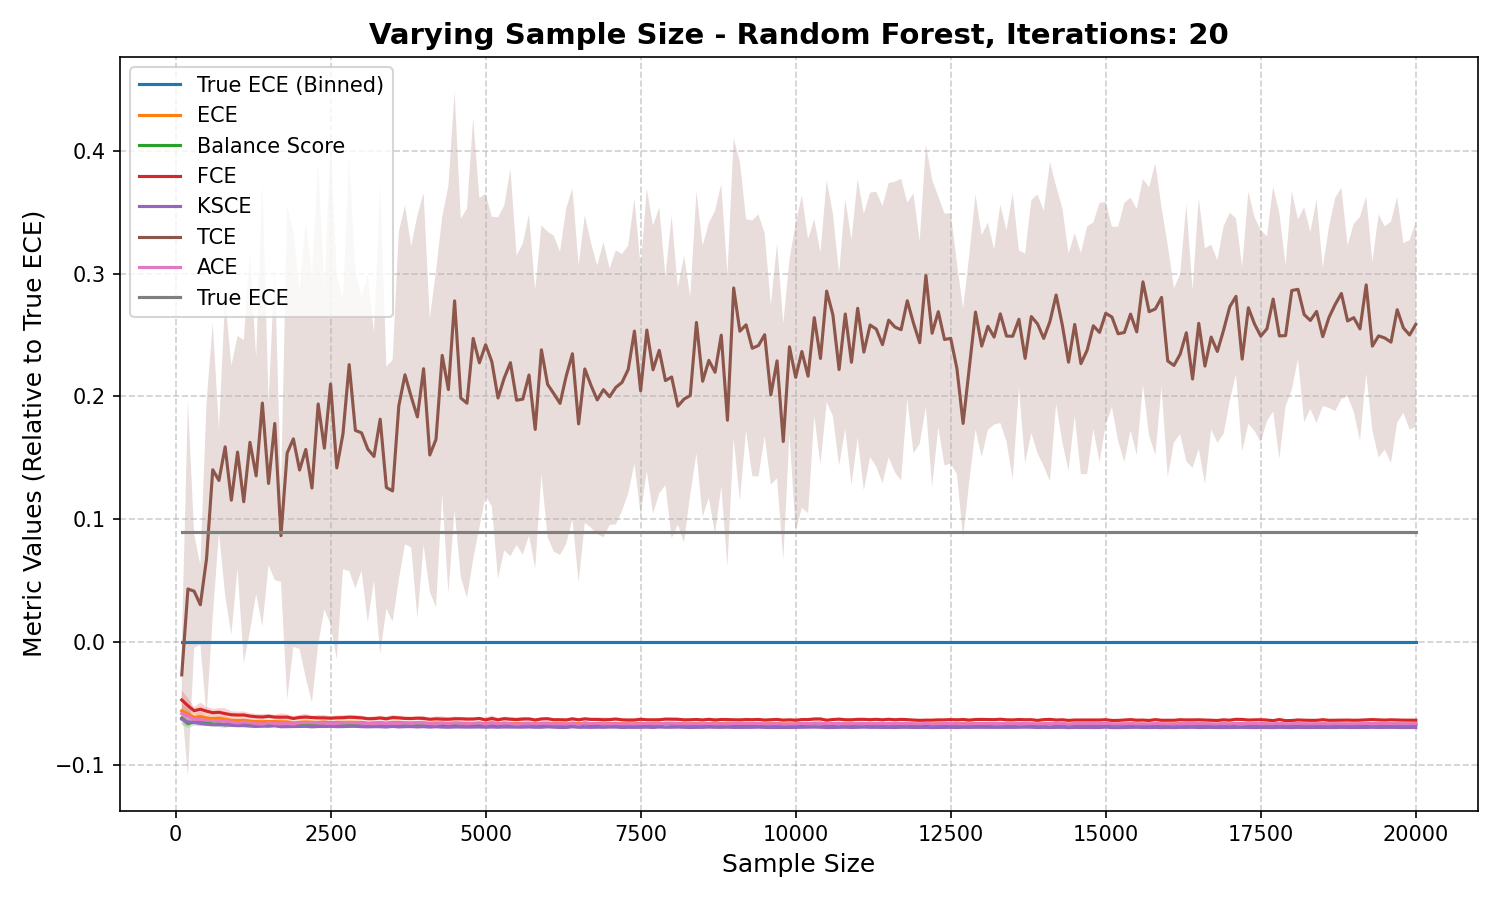 Varying Sample Size - Random Forest, Iterations: 20
True ECE (Binned)
ECE
Balance Score
FCE
KSCE
TCE
ACE
True ECE
Metric Values (Relative to True ECE)
0.4
0.3
0.2
0.1
0.0
−0.1
0 2500 5000 7500 10000 12500 15000 17500 20000
Sample Size